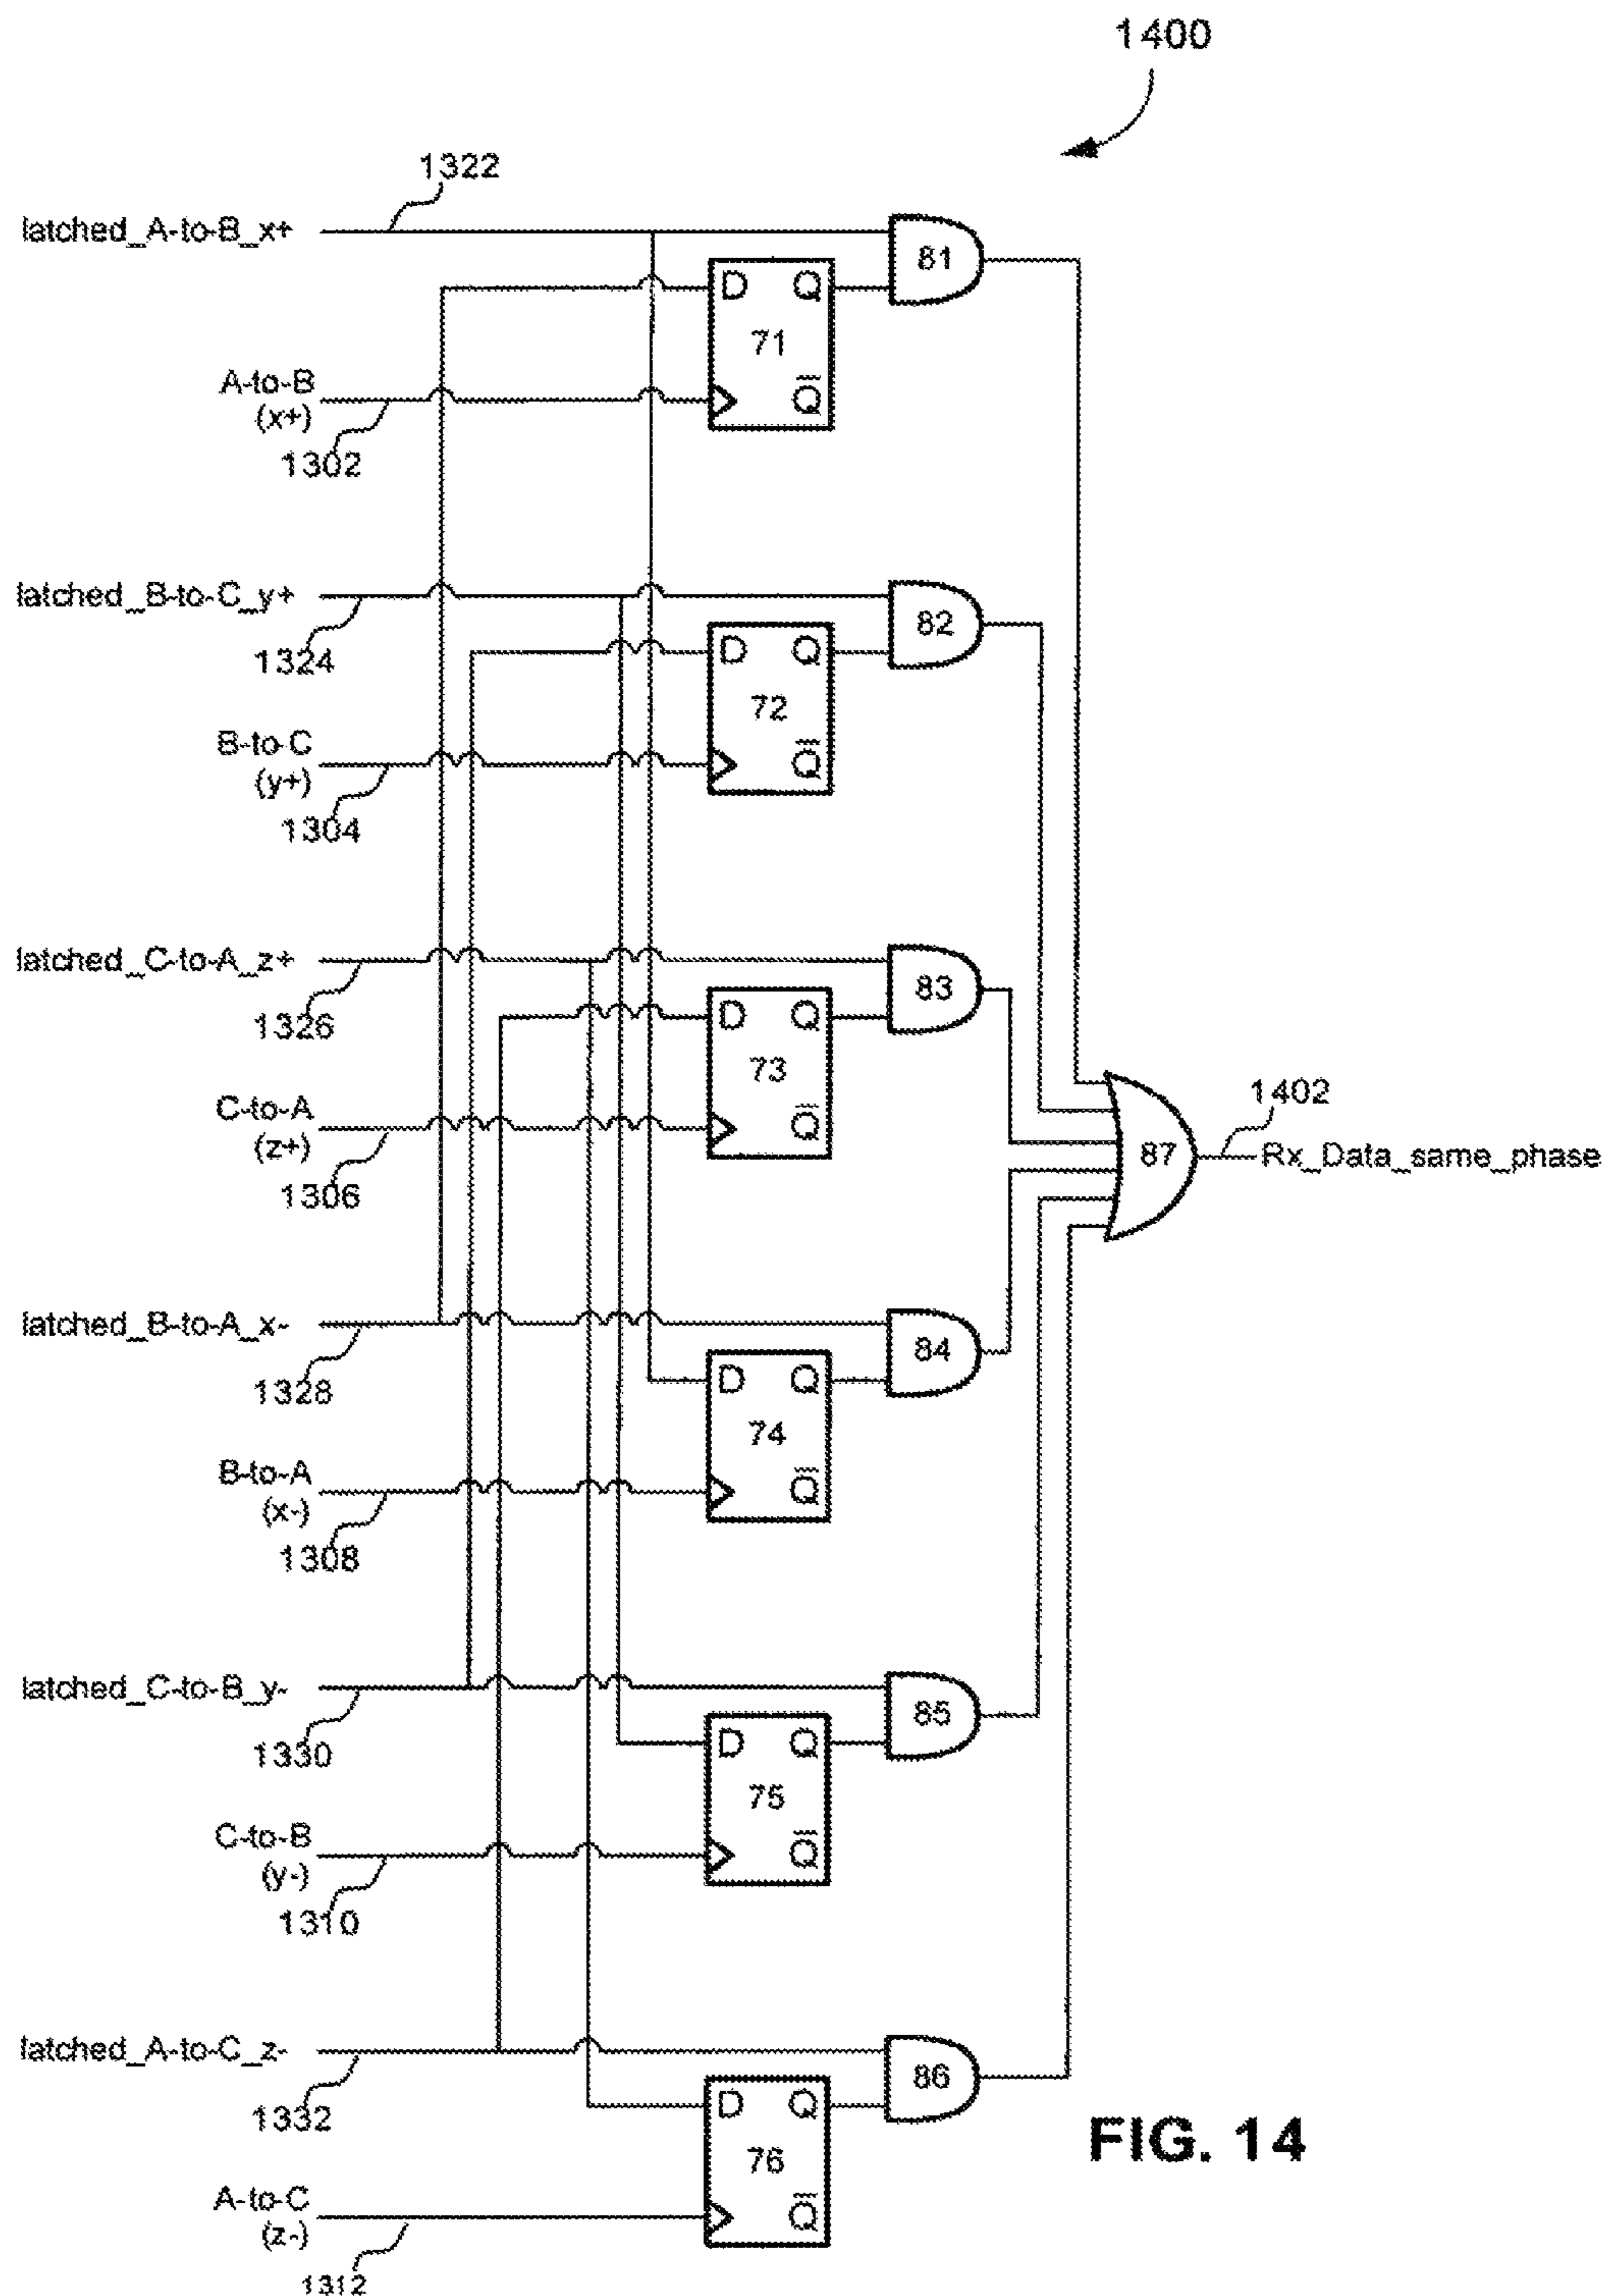 1400
1322
latched_A-to-B_x+
81
D Q
71
A-to-B
(x+)
Q
1302
latched_B-to-C_y+
82
1324
D Q
72
B-to-C
(y+)
Q
1304
latched_C-to-A_z+
83
1326
D Q
73
C-to-A
(z+)
Q
1306
87
1402
Rx_Data_same_phase
latched_B-to-A_x-
84
1328
D Q
74
B-to-A
(x-)
Q
1308
latched_C-to-B_y-
85
1330
D Q
75
C-to-B
(y-)
Q
1310
latched_A-to-C_z-
86
1332
D Q
76
A-to-C
(z-)
Q
1312
FIG. 14